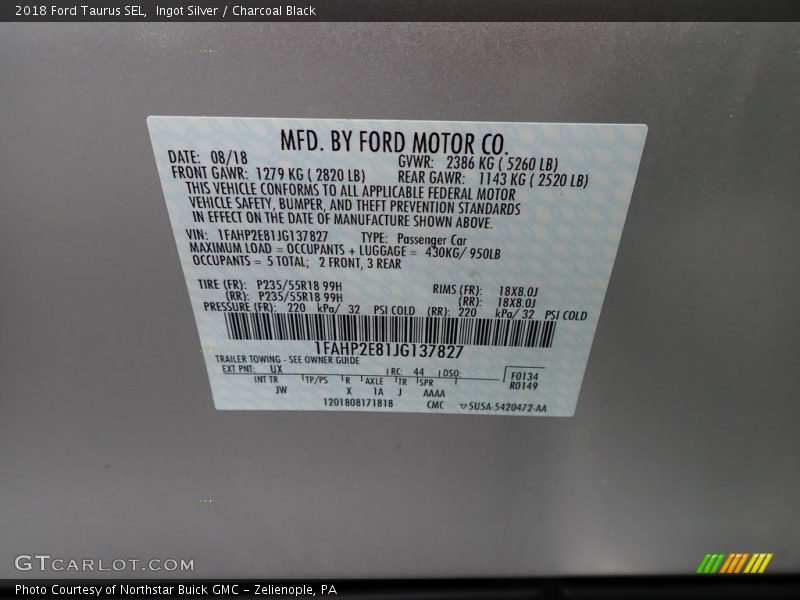 2018 Ford Taurus SEL,  Ingot Silver / Charcoal Black
MFD. BY FORD MOTOR CO.
DATE: 08/18 GVWR: 2386 KG ( 5260 LB)
FRONT GAWR: 1279 KG ( 2820 LB) REAR GAWR: 1143 KG ( 2520 LB)
THIS VEHICLE CONFORMS TO ALL APPLICABLE FEDERAL MOTOR
VEHICLE SAFETY, BUMPER, AND THEFT PREVENTION STANDARDS
IN EFFECT ON THE DATE OF MANUFACTURE SHOWN ABOVE.
VIN: 1FAHP2E81JG137827 TYPE: Passenger Car
MAXIMUM LOAD = OCCUPANTS + LUGGAGE = 430KG/ 950LB
OCCUPANTS = 5 TOTAL; 2 FRONT, 3 REAR
TIRE (FR): P235/55R18 99H RIMS (FR): 18X8.0J
(RR): P235/55R18 99H (RR): 18X8.0J
PRESSURE (FR): 220 kPa/ 32 PSI COLD (RR): 220 kPa/ 32 PSI COLD
1FAHP2E81JG137827
TRAILER TOWING - SEE OWNER GUIDE
EXT PNT: UX RC: 44 DSO: F0134
INT TR TP/PS R AXLE TR SPR R0149
JW X 1A J AAAA
1201808171818 CMC ▽5U5A-5420472-AA
GTCARLOT.COM
Photo Courtesy of Northstar Buick GMC – Zelienople, PA